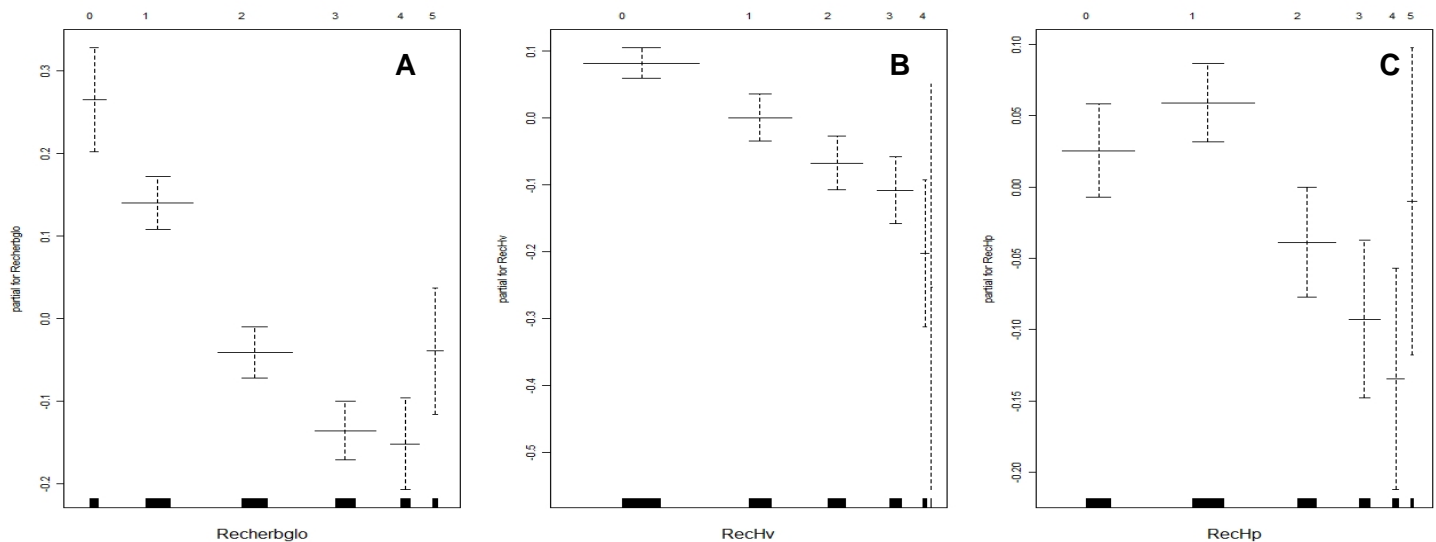 0 1 2 3 4 5
A
partial for Recherbglo
0.3
0.2
0.1
0.0
-0.1
-0.2
Recherbglo
0 1 2 3 4
B
partial for RecHv
0.1
0.0
-0.1
-0.2
-0.3
-0.4
-0.5
RecHv
0 1 2 3 4 5
C
partial for RecHp
0.10
0.05
0.00
-0.05
-0.10
-0.15
-0.20
RecHp